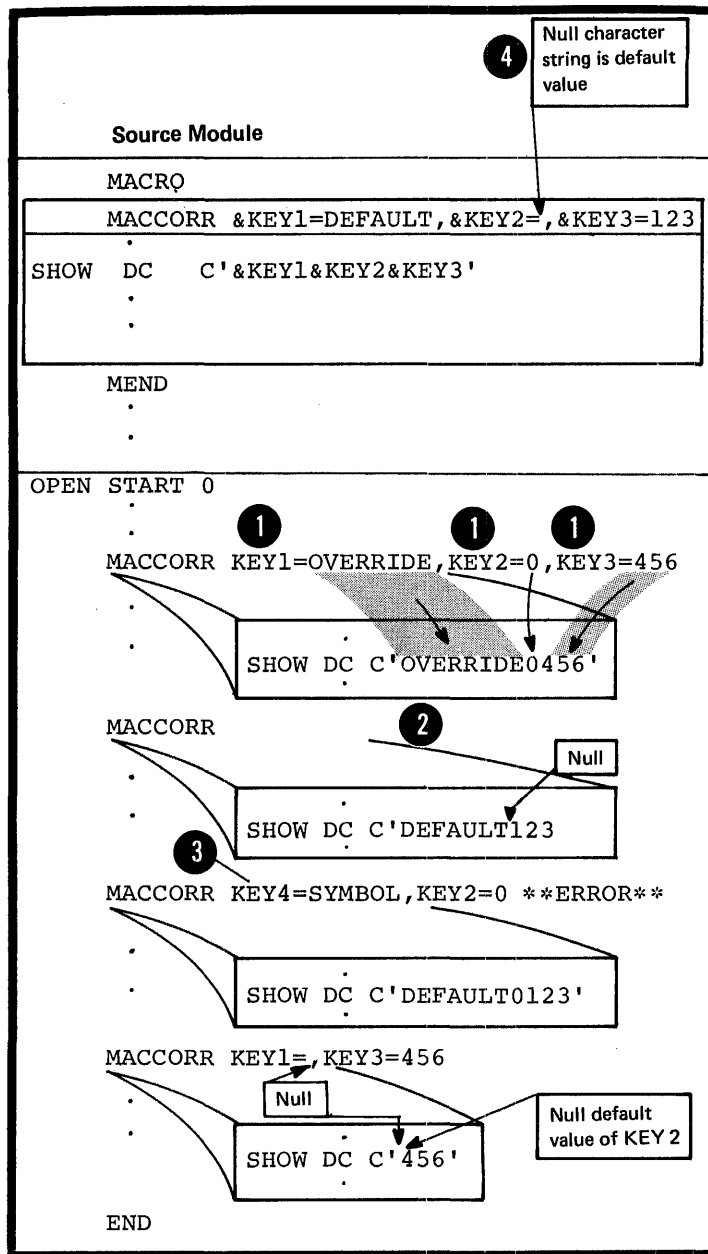 4
Null character
string is default
value
Source Module
MACRO
MACCORR &KEY1=DEFAULT,&KEY2=,&KEY3=123
.
SHOW DC C'&KEY1&KEY2&KEY3'
.
.
MEND
.
.
OPEN START 0
.
.
1 1 1
MACCORR KEY1=OVERRIDE,KEY2=0,KEY3=456
.
.
.
SHOW DC C'OVERRIDE0456'
.
MACCORR
2
Null
.
.
.
SHOW DC C'DEFAULT123
.
3
MACCORR KEY4=SYMBOL,KEY2=0 **ERROR**
.
.
.
SHOW DC C'DEFAULT0123'
MACCORR KEY1=,KEY3=456
Null
.
.
.
SHOW DC C'456'
.
Null default
value of KEY 2
END